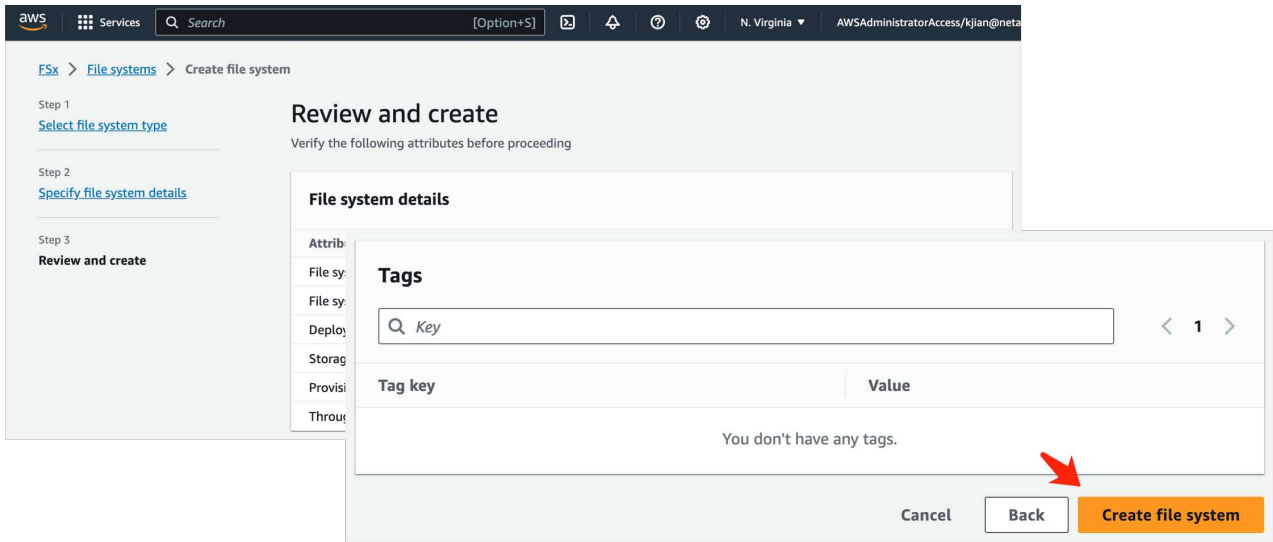 aws Services Search [Option+S] N. Virginia ▼ AWSAdministratorAccess/kjian@neta
FSx > File systems > Create file system
Step 1
Select file system type
Step 2
Specify file system details
Step 3
Review and create
Review and create
Verify the following attributes before proceeding
File system details
Attrib
File sy
File sy
Deploy
Storag
Provisi
Throug
Tags
Key
< 1 >
Tag key Value
You don't have any tags.
Cancel Back Create file system